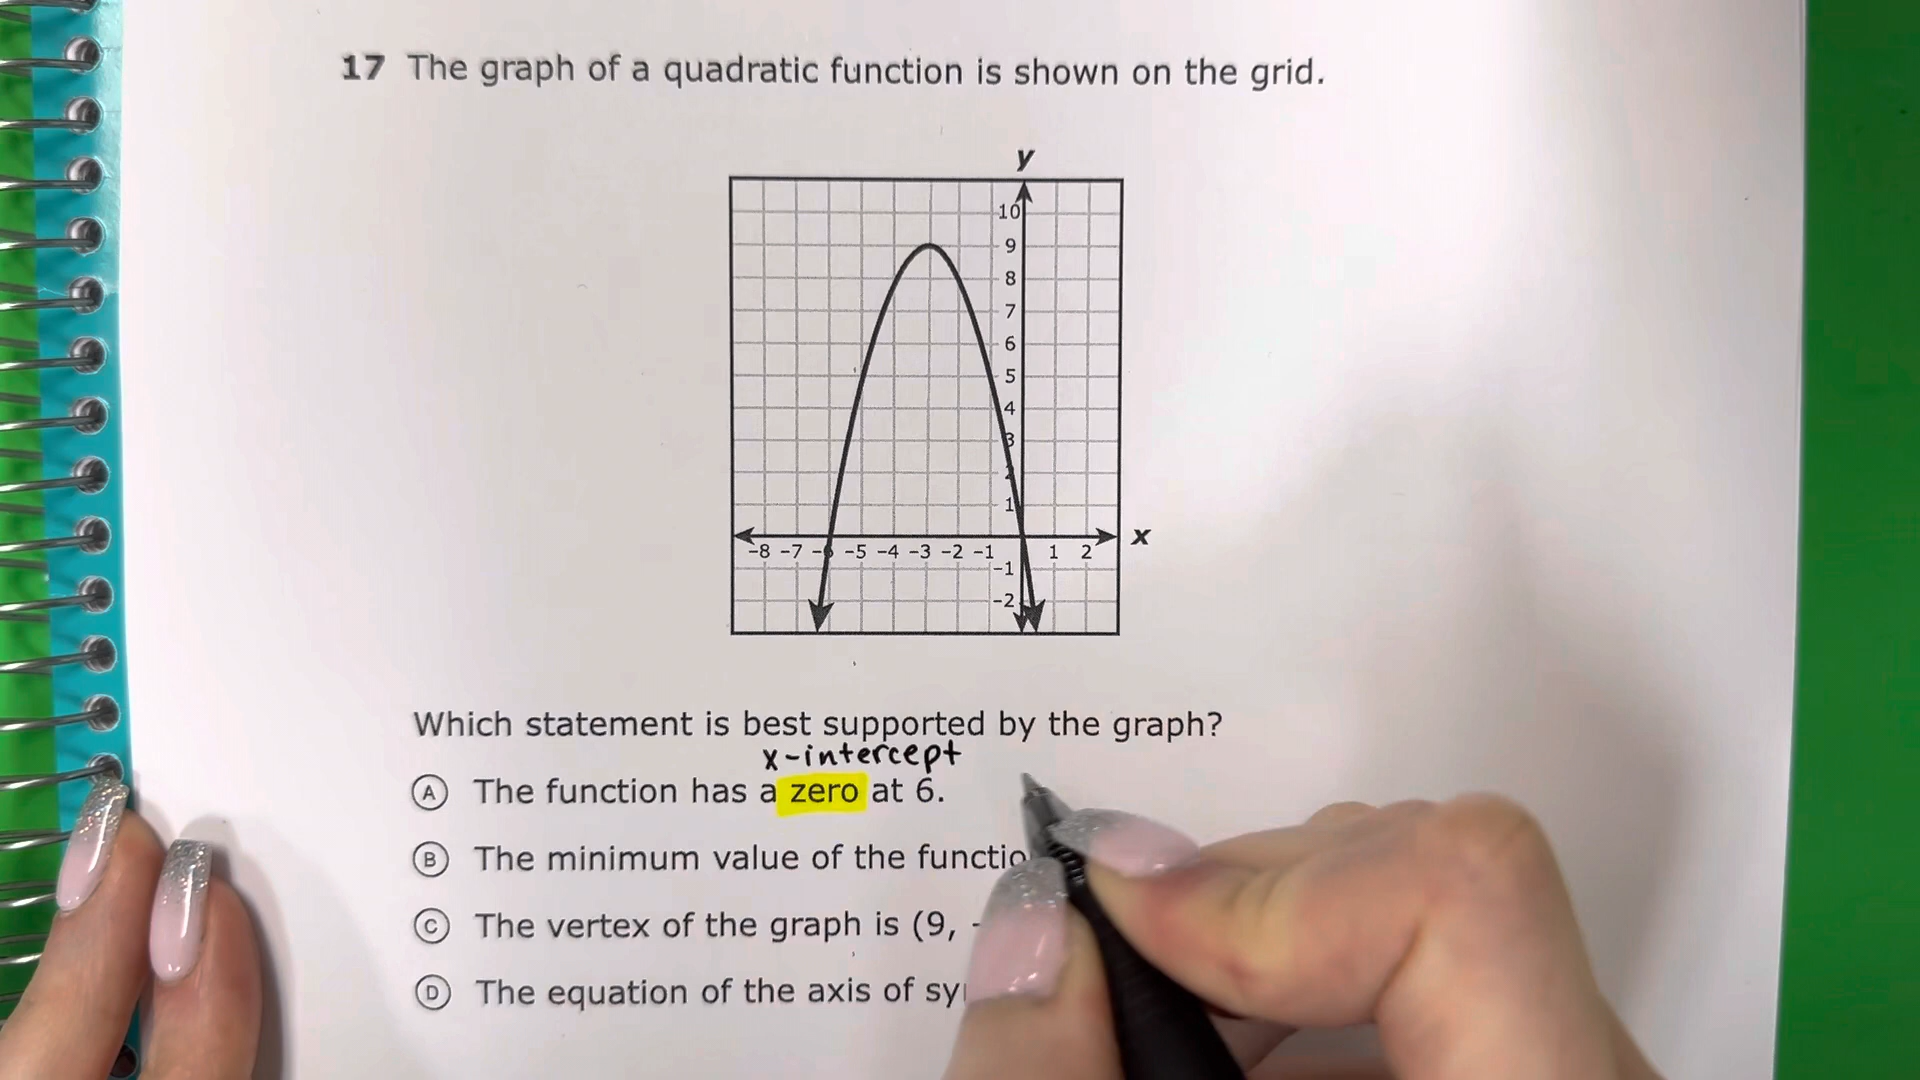 17 The graph of a quadratic function is shown on the grid.
y
10
9
8
7
6
5
4
3
2
1
x
-8 -7 -6 -5 -4 -3 -2 -1 1 2
-1
-2
Which statement is best supported by the graph?
x-intercept
A The function has a zero at 6.
B The minimum value of the
C The vertex of the graph is (9,
D The equation of the axis of